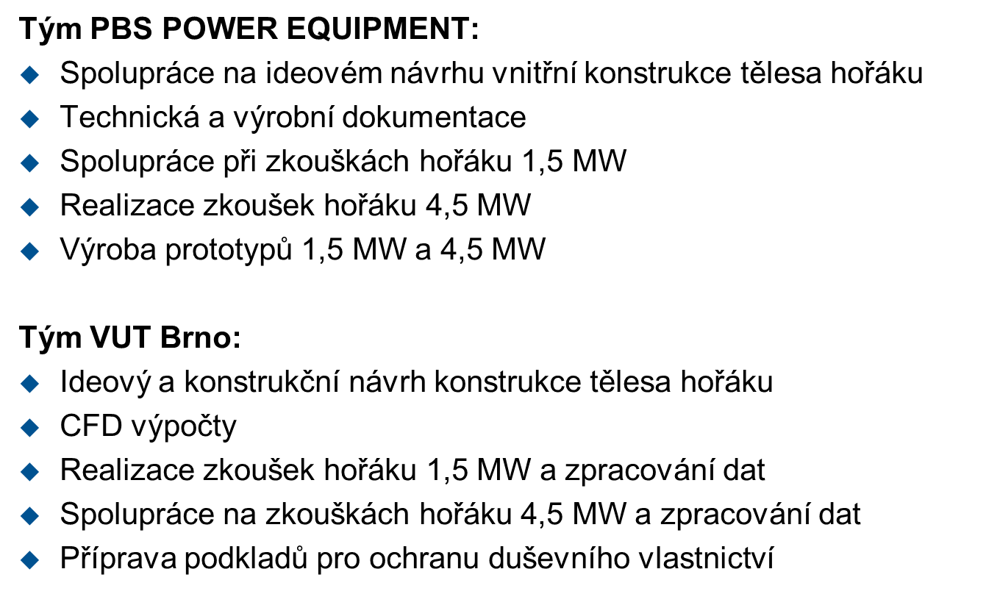 Tým PBS POWER EQUIPMENT:
Spolupráce na ideovém návrhu vnitřní konstrukce tělesa hořáku
Technická a výrobní dokumentace
Spolupráce při zkouškách hořáku 1,5 MW
Realizace zkoušek hořáku 4,5 MW
Výroba prototypů 1,5 MW a 4,5 MW
Tým VUT Brno:
Ideový a konstrukční návrh konstrukce tělesa hořáku
CFD výpočty
Realizace zkoušek hořáku 1,5 MW a zpracování dat
Spolupráce na zkouškách hořáku 4,5 MW a zpracování dat
Příprava podkladů pro ochranu duševního vlastnictví